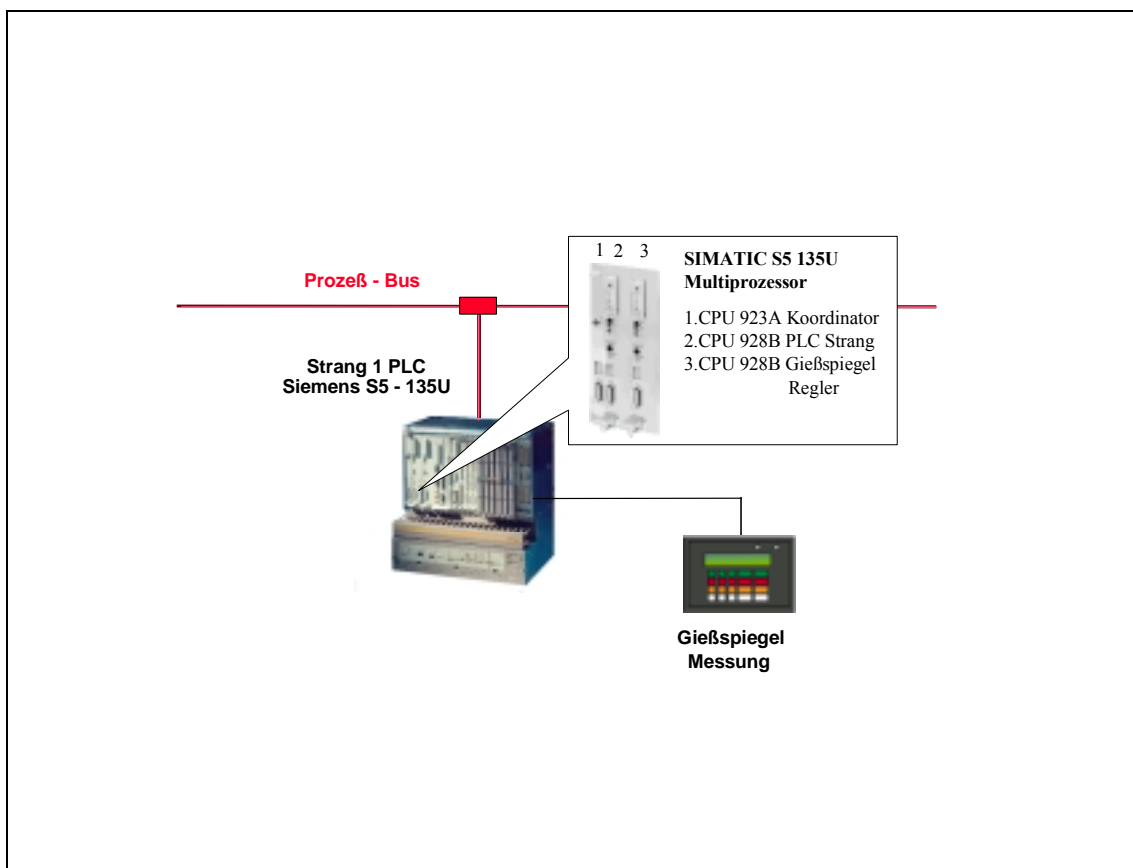 Prozeß - Bus
Strang 1 PLC
Siemens S5 - 135U
1 2 3
SIMATIC S5 135U
Multiprozessor
1.CPU 923A Koordinator
2.CPU 928B PLC Strang
3.CPU 928B Gießspiegel
Regler
Gießspiegel
Messung